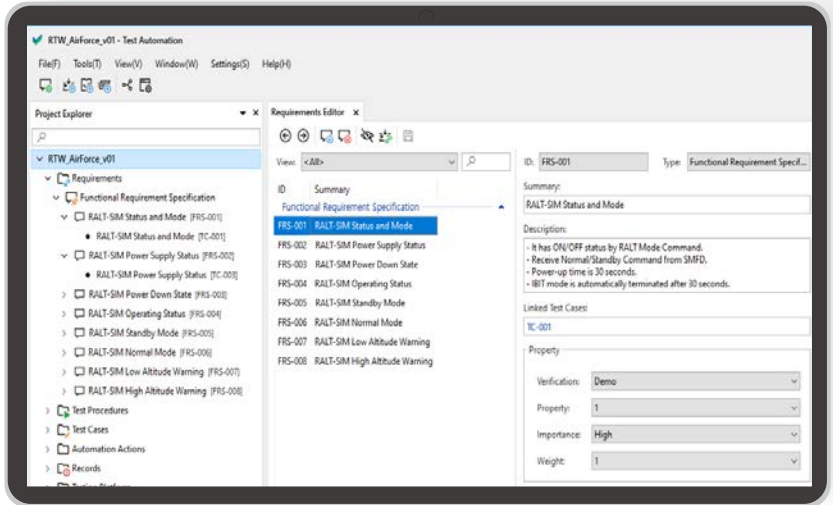 RTW_AirForce_v01 - Test Automation
File(F) Tools(T) View(V) Window(W) Settings(S) Help(H)
Project Explorer
RTW_AirForce_v01
Requirements
Functional Requirement Specification
RALT-SIM Status and Mode [FRS-001]
RALT-SIM Status and Mode [TC-001]
RALT-SIM Power Supply Status [FRS-002]
RALT-SIM Power Supply Status [TC-003]
RALT-SIM Power Down State [FRS-003]
RALT-SIM Operating Status [FRS-004]
RALT-SIM Standby Mode [FRS-005]
RALT-SIM Normal Mode [FRS-006]
RALT-SIM Low Altitude Warning [FRS-007]
RALT-SIM High Altitude Warning [FRS-008]
Test Procedures
Test Cases
Automation Actions
Records
Requirements Editor
View: <All>
ID Summary
Functional Requirement Specification
FRS-001 RALT-SIM Status and Mode
FRS-002 RALT-SIM Power Supply Status
FRS-003 RALT-SIM Power Down State
FRS-004 RALT-SIM Operating Status
FRS-005 RALT-SIM Standby Mode
FRS-006 RALT-SIM Normal Mode
FRS-007 RALT-SIM Low Altitude Warning
FRS-008 RALT-SIM High Altitude Warning
ID: FRS-001 Type: Functional Requirement Specif...
Summary:
RALT-SIM Status and Mode
Description:
- It has ON/OFF status by RALT Mode Command.
- Receive Normal/Standby Command from SMFD.
- Power-up time is 30 seconds.
- IBIT mode is automatically terminated after 30 seconds.
Linked Test Cases:
TC-001
Property
Verification: Demo
Property: 1
Importance: High
Weight: 1